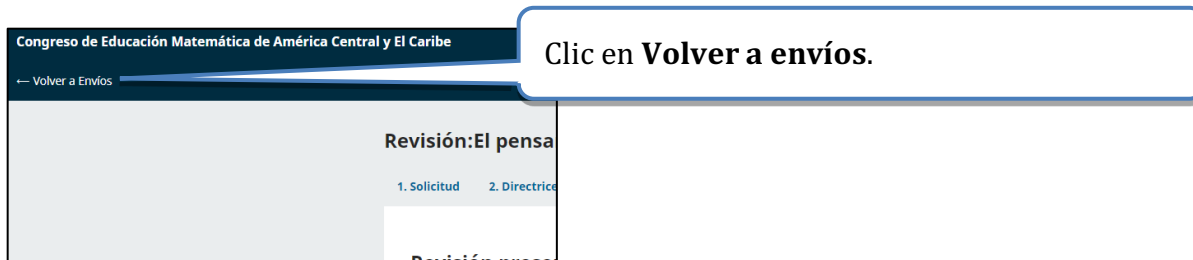 Congreso de Educación Matemática de América Central y El Caribe
← Volver a Envíos
Clic en Volver a envíos.
Revisión:El pensa
1. Solicitud 2. Directrice
Revisión